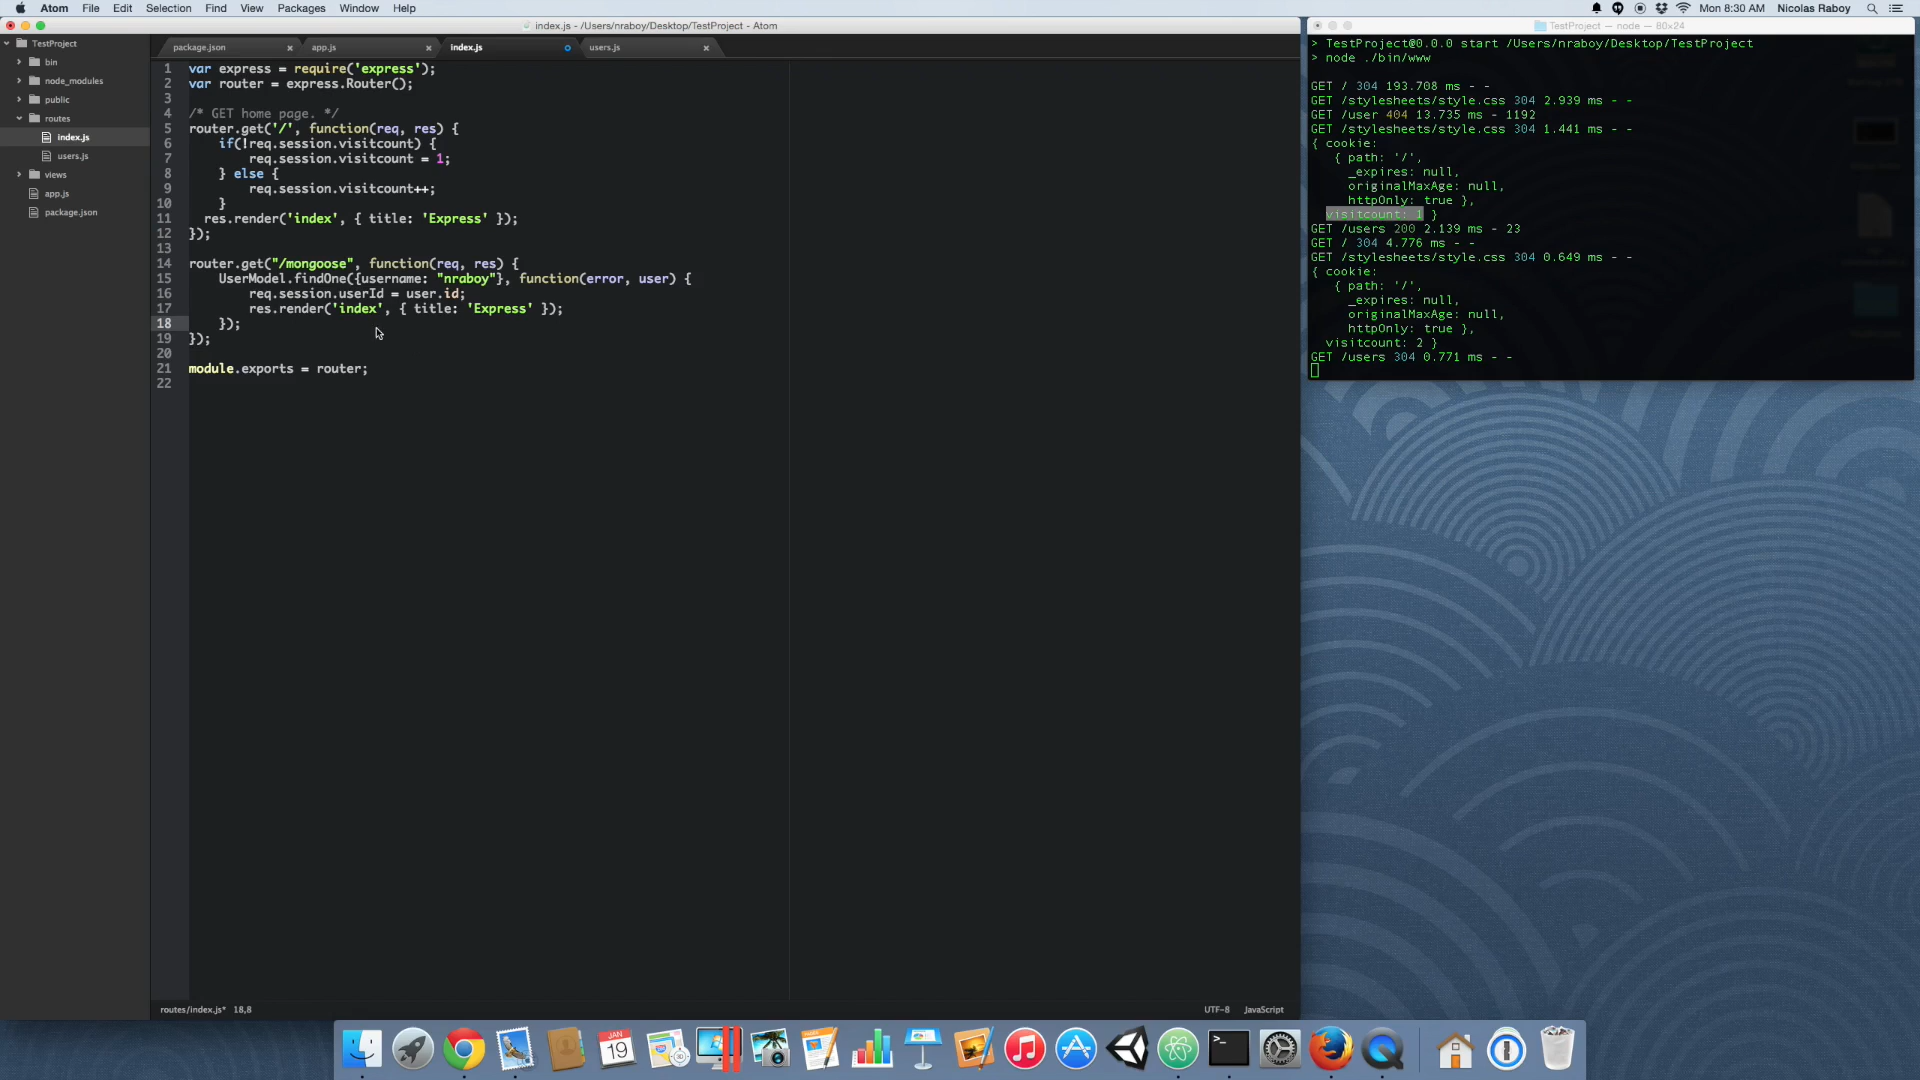 Atom File Edit Selection Find View Packages Window Help
Mon 8:30 AM Nicolas Raboy
index.js - /Users/nraboy/Desktop/TestProject - Atom
TestProject
bin
node_modules
public
routes
index.js
users.js
views
app.js
package.json
package.json app.js index.js users.js
1 var express = require('express');
2 var router = express.Router();
3
4 /* GET home page. */
5 router.get('/', function(req, res) {
6 if(!req.session.visitcount) {
7 req.session.visitcount = 1;
8 } else {
9 req.session.visitcount++;
10 }
11 res.render('index', { title: 'Express' });
12 });
13
14 router.get("/mongoose", function(req, res) {
15 UserModel.findOne({username: "nraboy"}, function(error, user) {
16 req.session.userId = user.id;
17 res.render('index', { title: 'Express' });
18 });
19 });
20
21 module.exports = router;
22
routes/index.js* 18,8
UTF-8 JavaScript
TestProject — node — 80x24
> TestProject@0.0.0 start /Users/nraboy/Desktop/TestProject
> node ./bin/www
GET / 304 193.708 ms - -
GET /stylesheets/style.css 304 2.939 ms - -
GET /user 404 13.735 ms - 1192
GET /stylesheets/style.css 304 1.441 ms - -
{ cookie:
{ path: '/',
_expires: null,
originalMaxAge: null,
httpOnly: true },
visitcount: 1 }
GET /users 200 2.139 ms - 23
GET / 304 4.776 ms - -
GET /stylesheets/style.css 304 0.649 ms - -
{ cookie:
{ path: '/',
_expires: null,
originalMaxAge: null,
httpOnly: true },
visitcount: 2 }
GET /users 304 0.771 ms - -
JAN
19